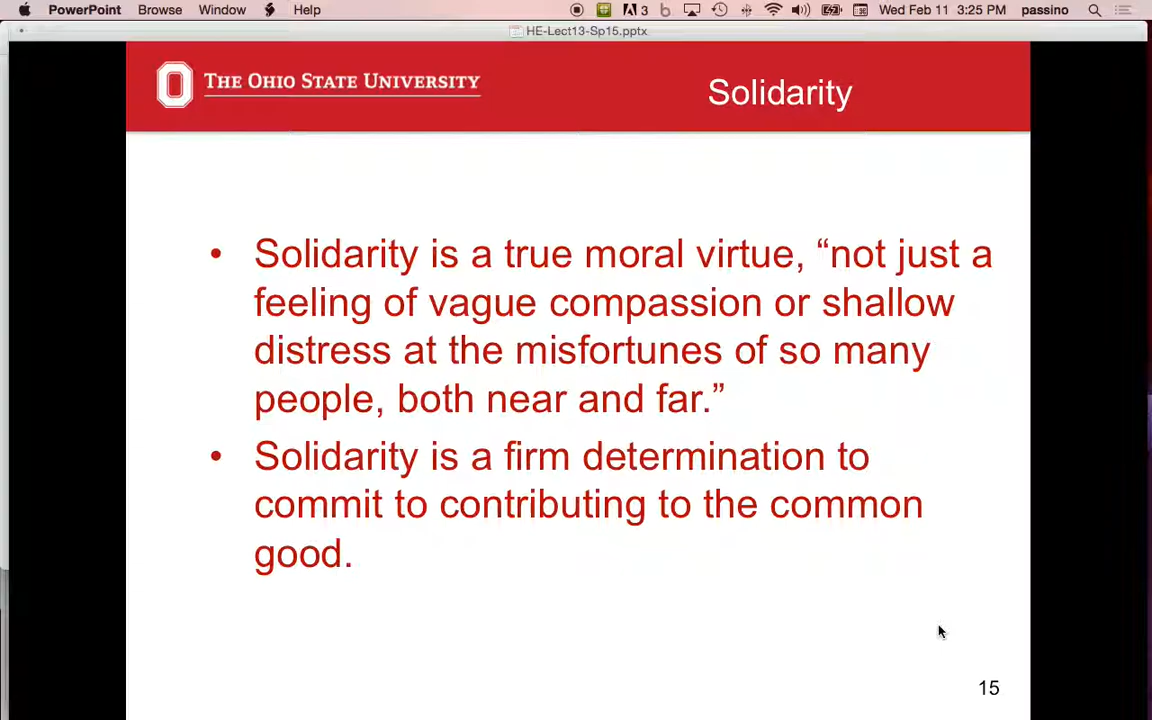 PowerPoint Browse Window Help 3 Wed Feb 11 3:25 PM passino
HE-Lect13-Sp15.pptx
THE OHIO STATE UNIVERSITY
Solidarity
• Solidarity is a true moral virtue, “not just a
feeling of vague compassion or shallow
distress at the misfortunes of so many
people, both near and far.”
• Solidarity is a firm determination to
commit to contributing to the common
good.
15